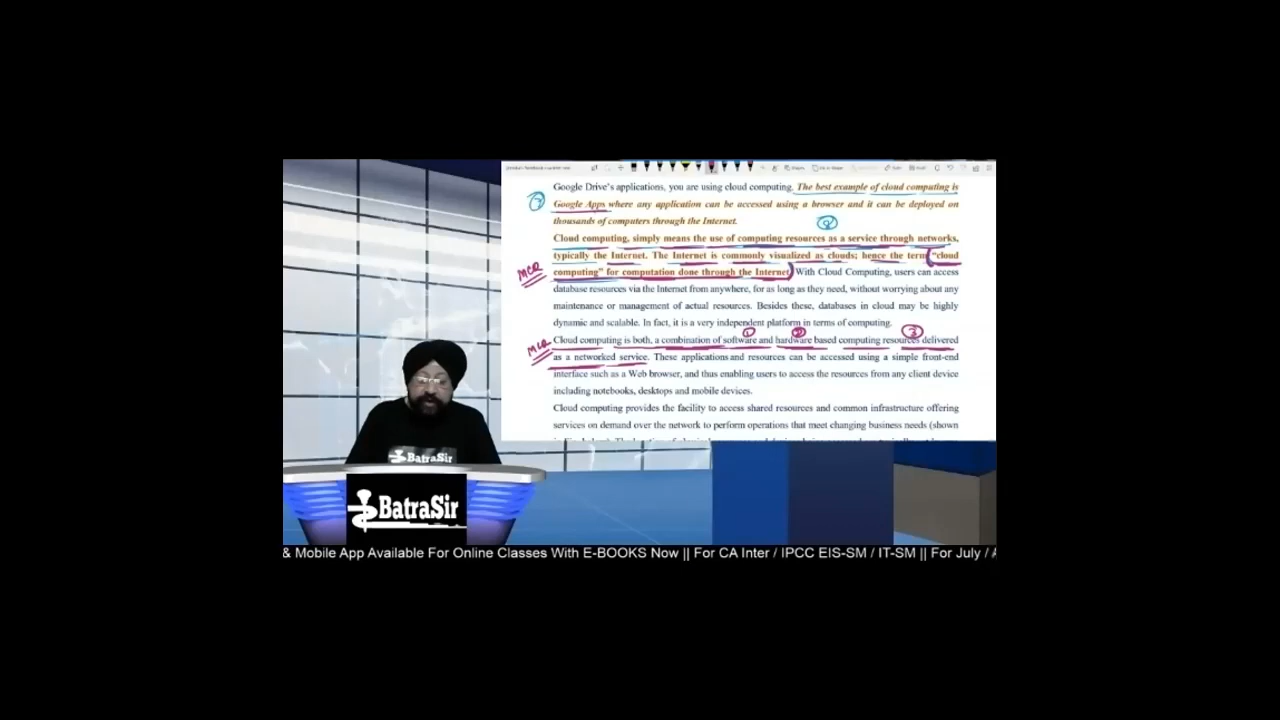 Google Drive's applications, you are using cloud computing. The best example of cloud computing is
Google Apps where any application can be accessed using a browser and it can be deployed on
thousands of computers through the Internet.
Cloud computing, simply means the use of computing resources as a service through networks,
typically the Internet. The Internet is commonly visualized as clouds; hence the term "cloud
computing" for computation done through the Internet. With Cloud Computing, users can access
MCQ
database resources via the Internet from anywhere, for as long as they need, without worrying about any
maintenance or management of actual resources. Besides these, databases in cloud may be highly
dynamic and scalable. In fact, it is a very independent platform in terms of computing.
1 2 3
Cloud computing is both, a combination of software and hardware based computing resources delivered
MCQ
as a networked service. These applications and resources can be accessed using a simple front-end
interface such as a Web browser, and thus enabling users to access the resources from any client device
including notebooks, desktops and mobile devices.
Cloud computing provides the facility to access shared resources and common infrastructure offering
services on demand over the network to perform operations that meet changing business needs (shown
BatraSir
BatraSir
& Mobile App Available For Online Classes With E-BOOKS Now || For CA Inter / IPCC EIS-SM / IT-SM || For July /